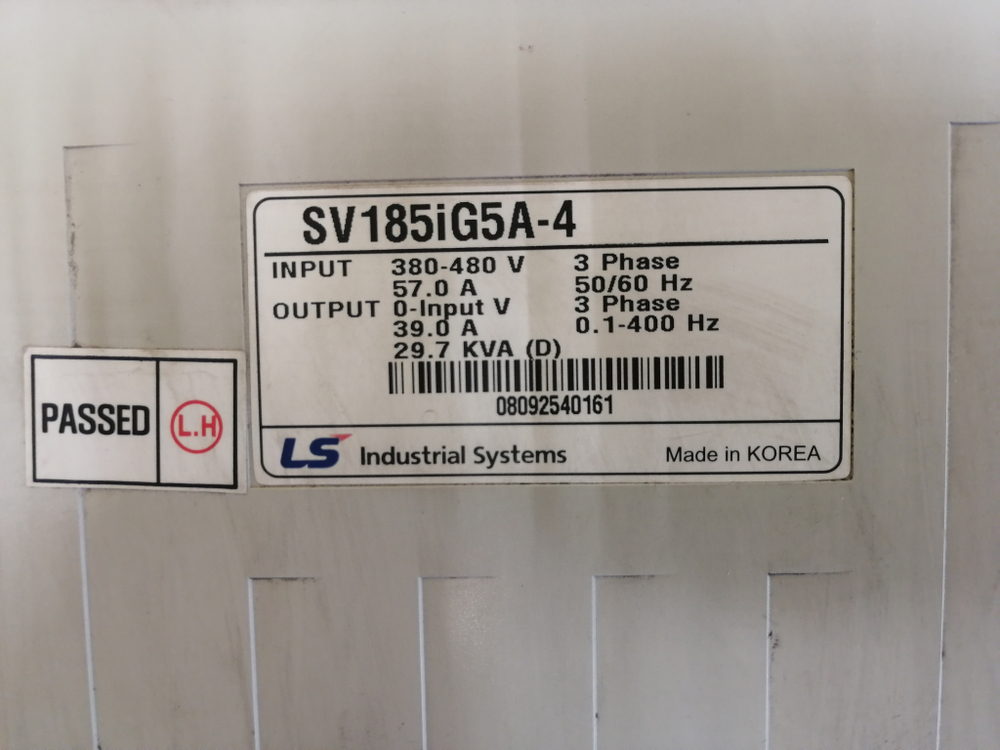 SV185iG5A-4
INPUT 380-480 V 3 Phase
57.0 A 50/60 Hz
OUTPUT 0-Input V 3 Phase
39.0 A 0.1-400 Hz
29.7 KVA (D)
08092540161
PASSED L.H
LS Industrial Systems Made in KOREA